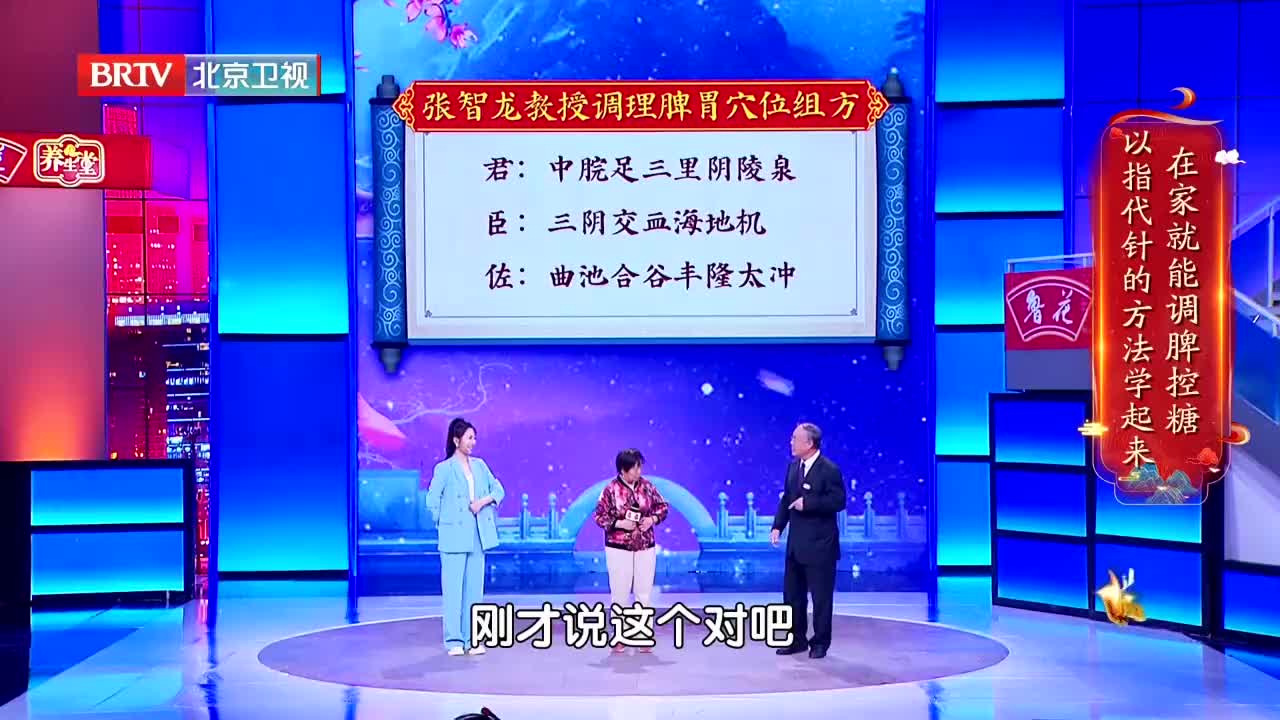 BRTV 北京卫视
养生堂
张智龙教授调理脾胃穴位组方
君：中脘足三里阴陵泉
臣：三阴交血海地机
佐：曲池合谷丰隆太冲
在家就能调脾控糖
以指代针的方法学起来
鲁花
刚才说这个对吧